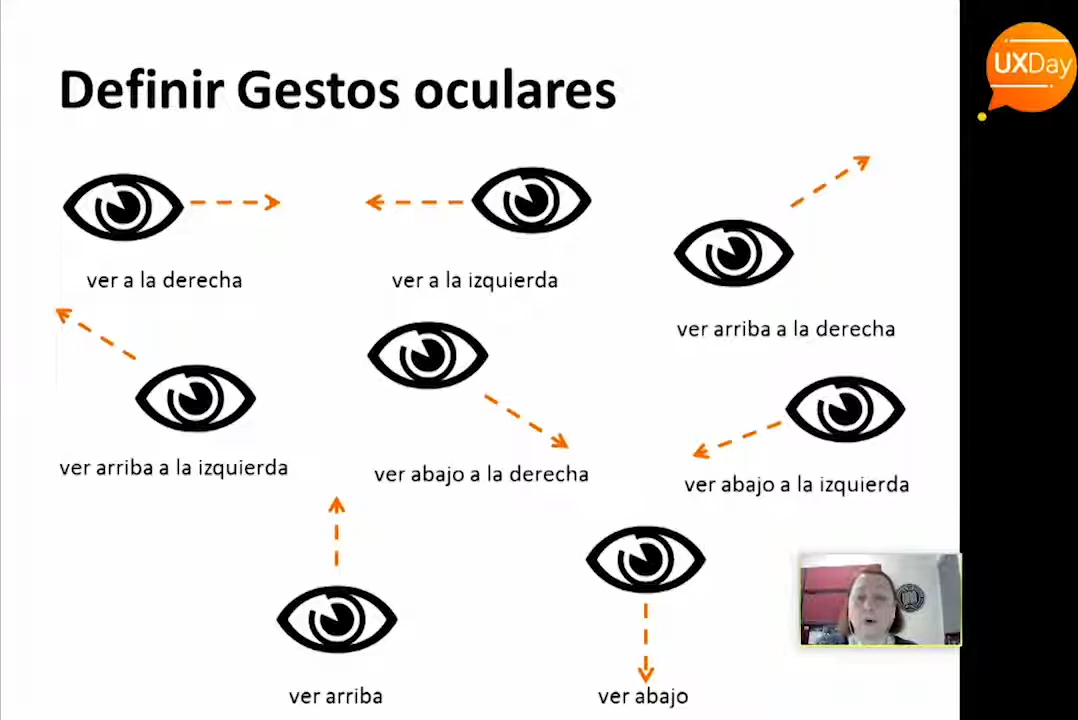 Definir Gestos oculares
UXDay
ver a la derecha
ver a la izquierda
ver arriba a la derecha
ver arriba a la izquierda
ver abajo a la derecha
ver abajo a la izquierda
ver arriba
ver abajo